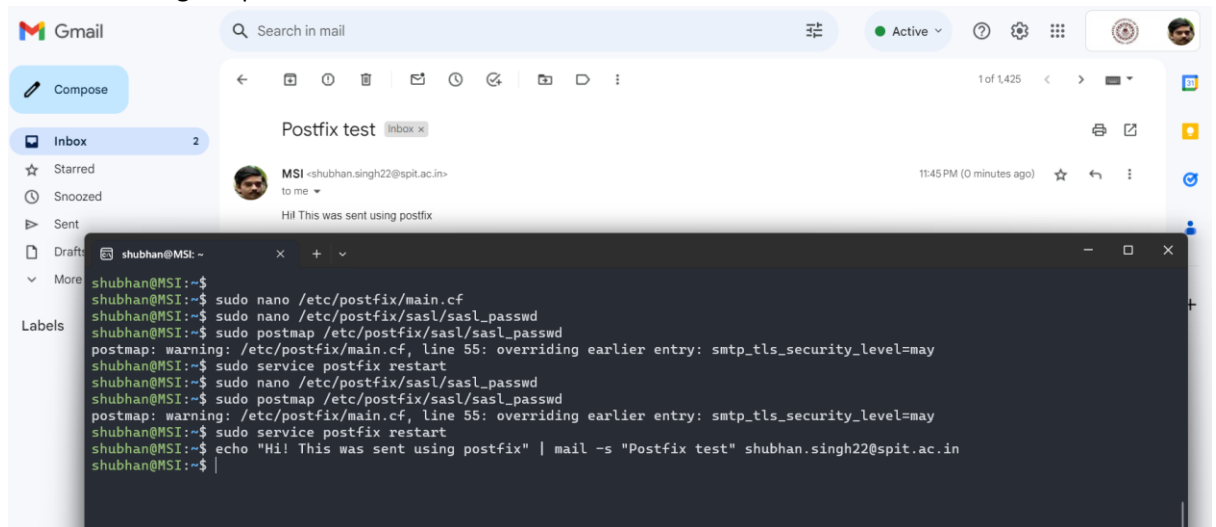 Gmail
Search in mail
Active
Compose
1 of 1,425
31
Inbox 2
Postfix test Inbox ×
Starred
MSI <shubhan.singh22@spit.ac.in>
11:45 PM (0 minutes ago)
to me
Snoozed
Hi! This was sent using postfix
Sent
Drafts
More
Labels
shubhan@MSI: ~
shubhan@MSI:~$
shubhan@MSI:~$ sudo nano /etc/postfix/main.cf
shubhan@MSI:~$ sudo nano /etc/postfix/sasl/sasl_passwd
shubhan@MSI:~$ sudo postmap /etc/postfix/sasl/sasl_passwd
postmap: warning: /etc/postfix/main.cf, line 55: overriding earlier entry: smtp_tls_security_level=may
shubhan@MSI:~$ sudo service postfix restart
shubhan@MSI:~$ sudo nano /etc/postfix/sasl/sasl_passwd
shubhan@MSI:~$ sudo postmap /etc/postfix/sasl/sasl_passwd
postmap: warning: /etc/postfix/main.cf, line 55: overriding earlier entry: smtp_tls_security_level=may
shubhan@MSI:~$ sudo service postfix restart
shubhan@MSI:~$ echo "Hi! This was sent using postfix" | mail -s "Postfix test" shubhan.singh22@spit.ac.in
shubhan@MSI:~$